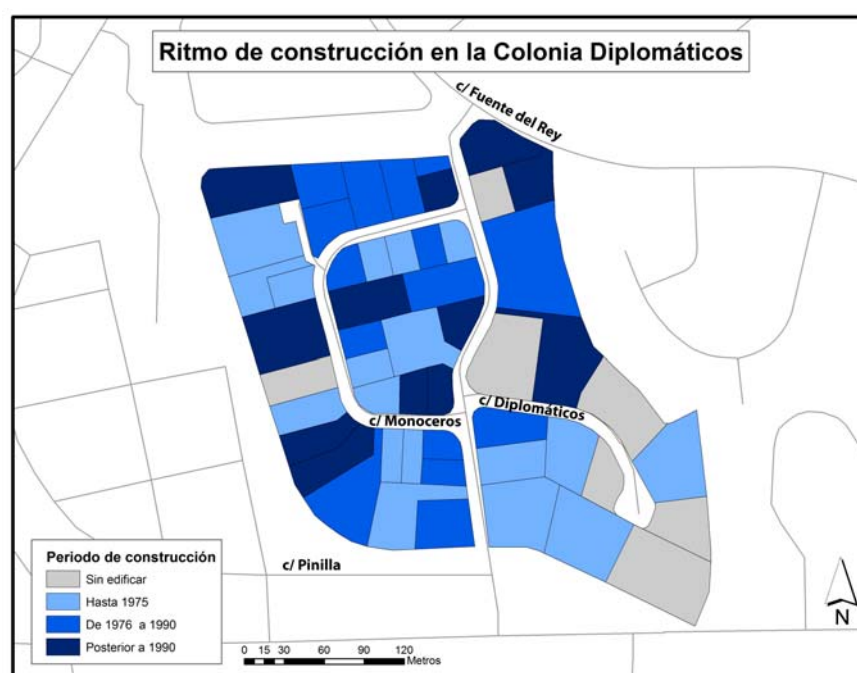 Ritmo de construcción en la Colonia Diplomáticos
c/ Fuente del Rey
c/ Diplomáticos
c/ Monoceros
c/ Pinilla
Periodo de construcción
Sin edificar
Hasta 1975
De 1976 a 1990
Posterior a 1990
0 15 30 60 90 120
Metros
N